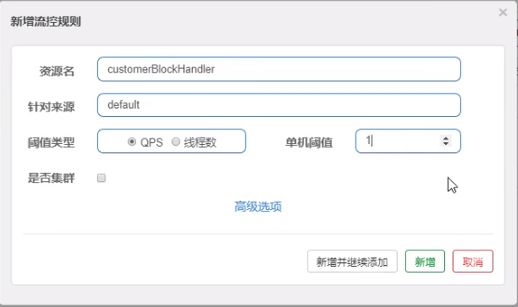 新增流控规则
×
资源名 customerBlockHandler
针对来源 default
阈值类型 QPS 线程数 单机阈值 1
是否集群
高级选项
新增并继续添加 新增 取消